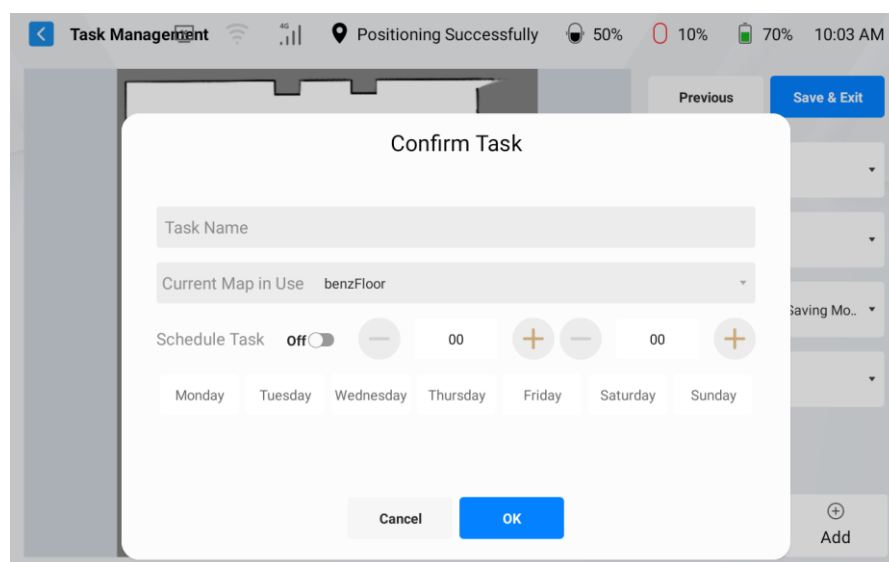 Task Management 4G Positioning Successfully 50% 10% 70% 10:03 AM
Previous Save & Exit
Confirm Task
Task Name
Current Map in Use benzFloor
Saving Mo..
Schedule Task Off 00 00
Monday Tuesday Wednesday Thursday Friday Saturday Sunday
Cancel OK
Add